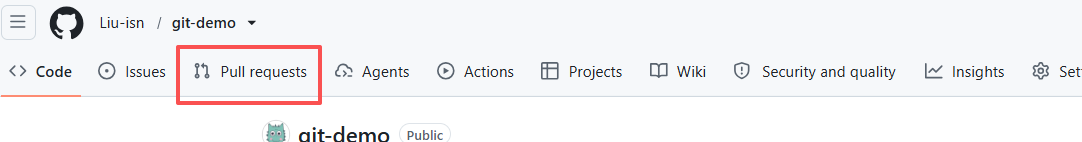 Liu-isn / git-demo
Code Issues Pull requests Agents Actions Projects Wiki Security and quality Insights
git-demo Public